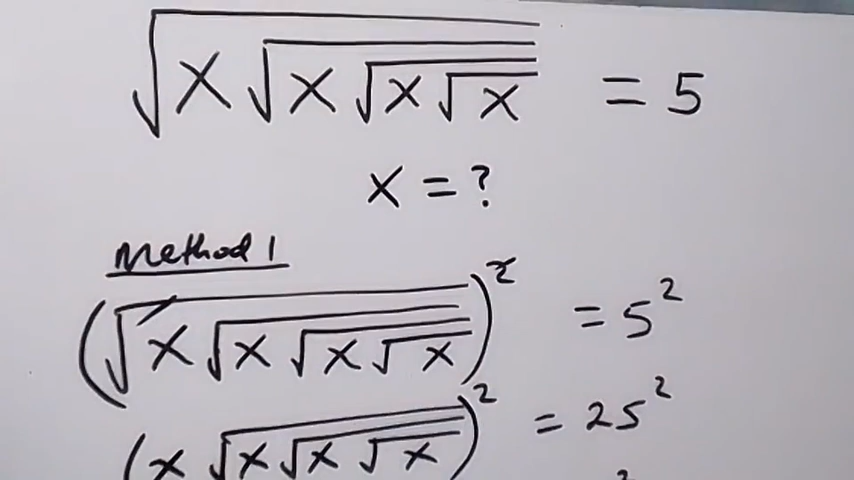 √(x√(x√(x√x))) = 5
x = ?
Method 1
(√(x√(x√(x√x))))² = 5²
(x√(x√(x√x)))² = 25²